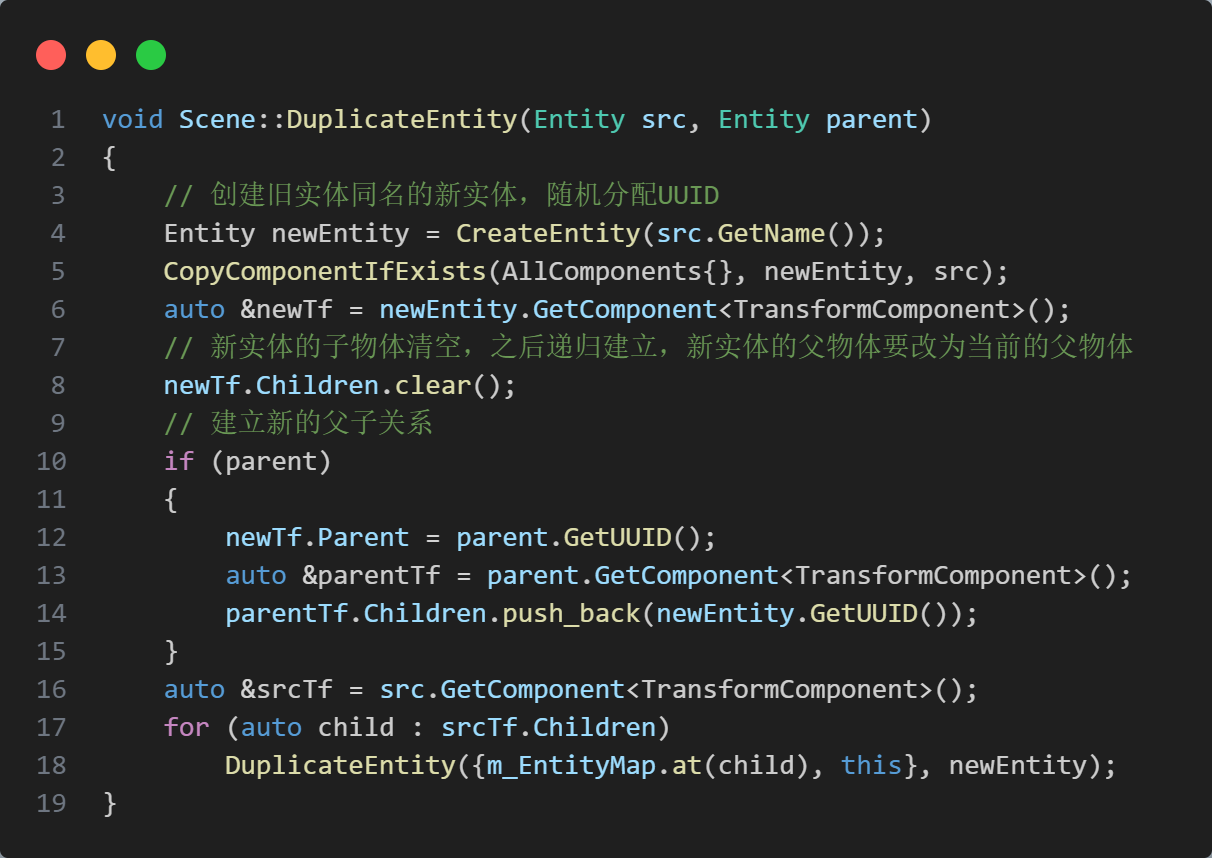 1 void Scene::DuplicateEntity(Entity src, Entity parent)
2 {
3     // 创建旧实体同名的新实体，随机分配UUID
4     Entity newEntity = CreateEntity(src.GetName());
5     CopyComponentIfExists(AllComponents{}, newEntity, src);
6     auto &newTf = newEntity.GetComponent<TransformComponent>();
7     // 新实体的子物体清空，之后递归建立，新实体的父物体要改为当前的父物体
8     newTf.Children.clear();
9     // 建立新的父子关系
10     if (parent)
11     {
12         newTf.Parent = parent.GetUUID();
13         auto &parentTf = parent.GetComponent<TransformComponent>();
14         parentTf.Children.push_back(newEntity.GetUUID());
15     }
16     auto &srcTf = src.GetComponent<TransformComponent>();
17     for (auto child : srcTf.Children)
18         DuplicateEntity({m_EntityMap.at(child), this}, newEntity);
19 }